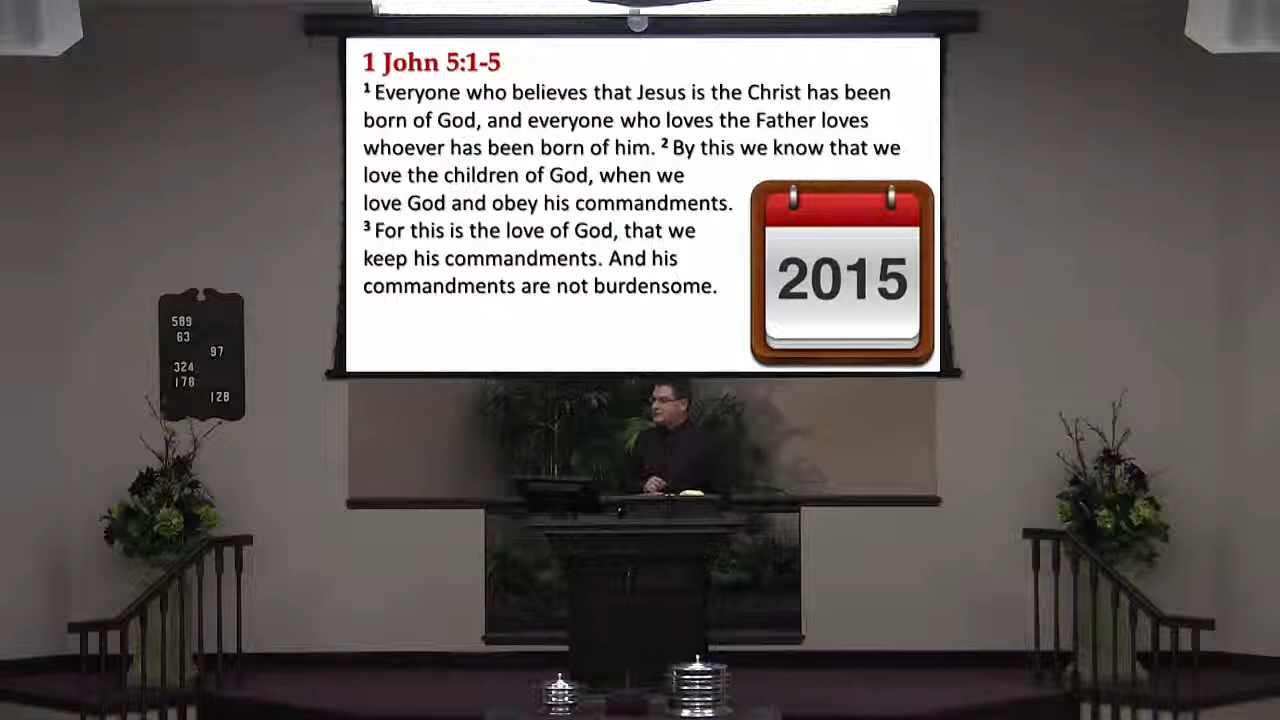 1 John 5:1-5
¹ Everyone who believes that Jesus is the Christ has been
born of God, and everyone who loves the Father loves
whoever has been born of him. ² By this we know that we
love the children of God, when we
love God and obey his commandments.
³ For this is the love of God, that we
keep his commandments. And his
commandments are not burdensome.
2015
569
63
97
324
178
128